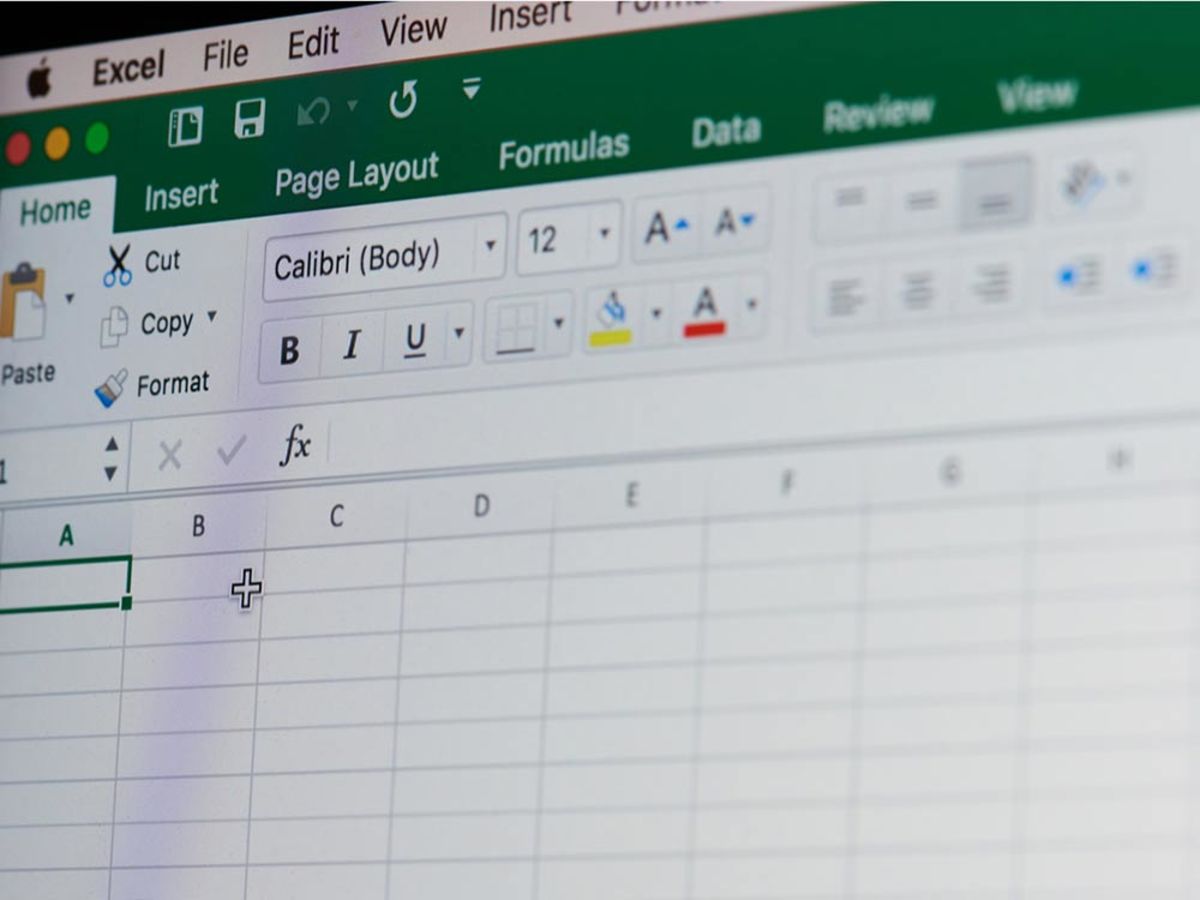 Excel File Edit View Insert
Home Insert Page Layout Formulas Data Review View
Cut
Calibri (Body) 12 A A
Copy
B I U A
Paste
Format
1 fx
A B C D E F G H